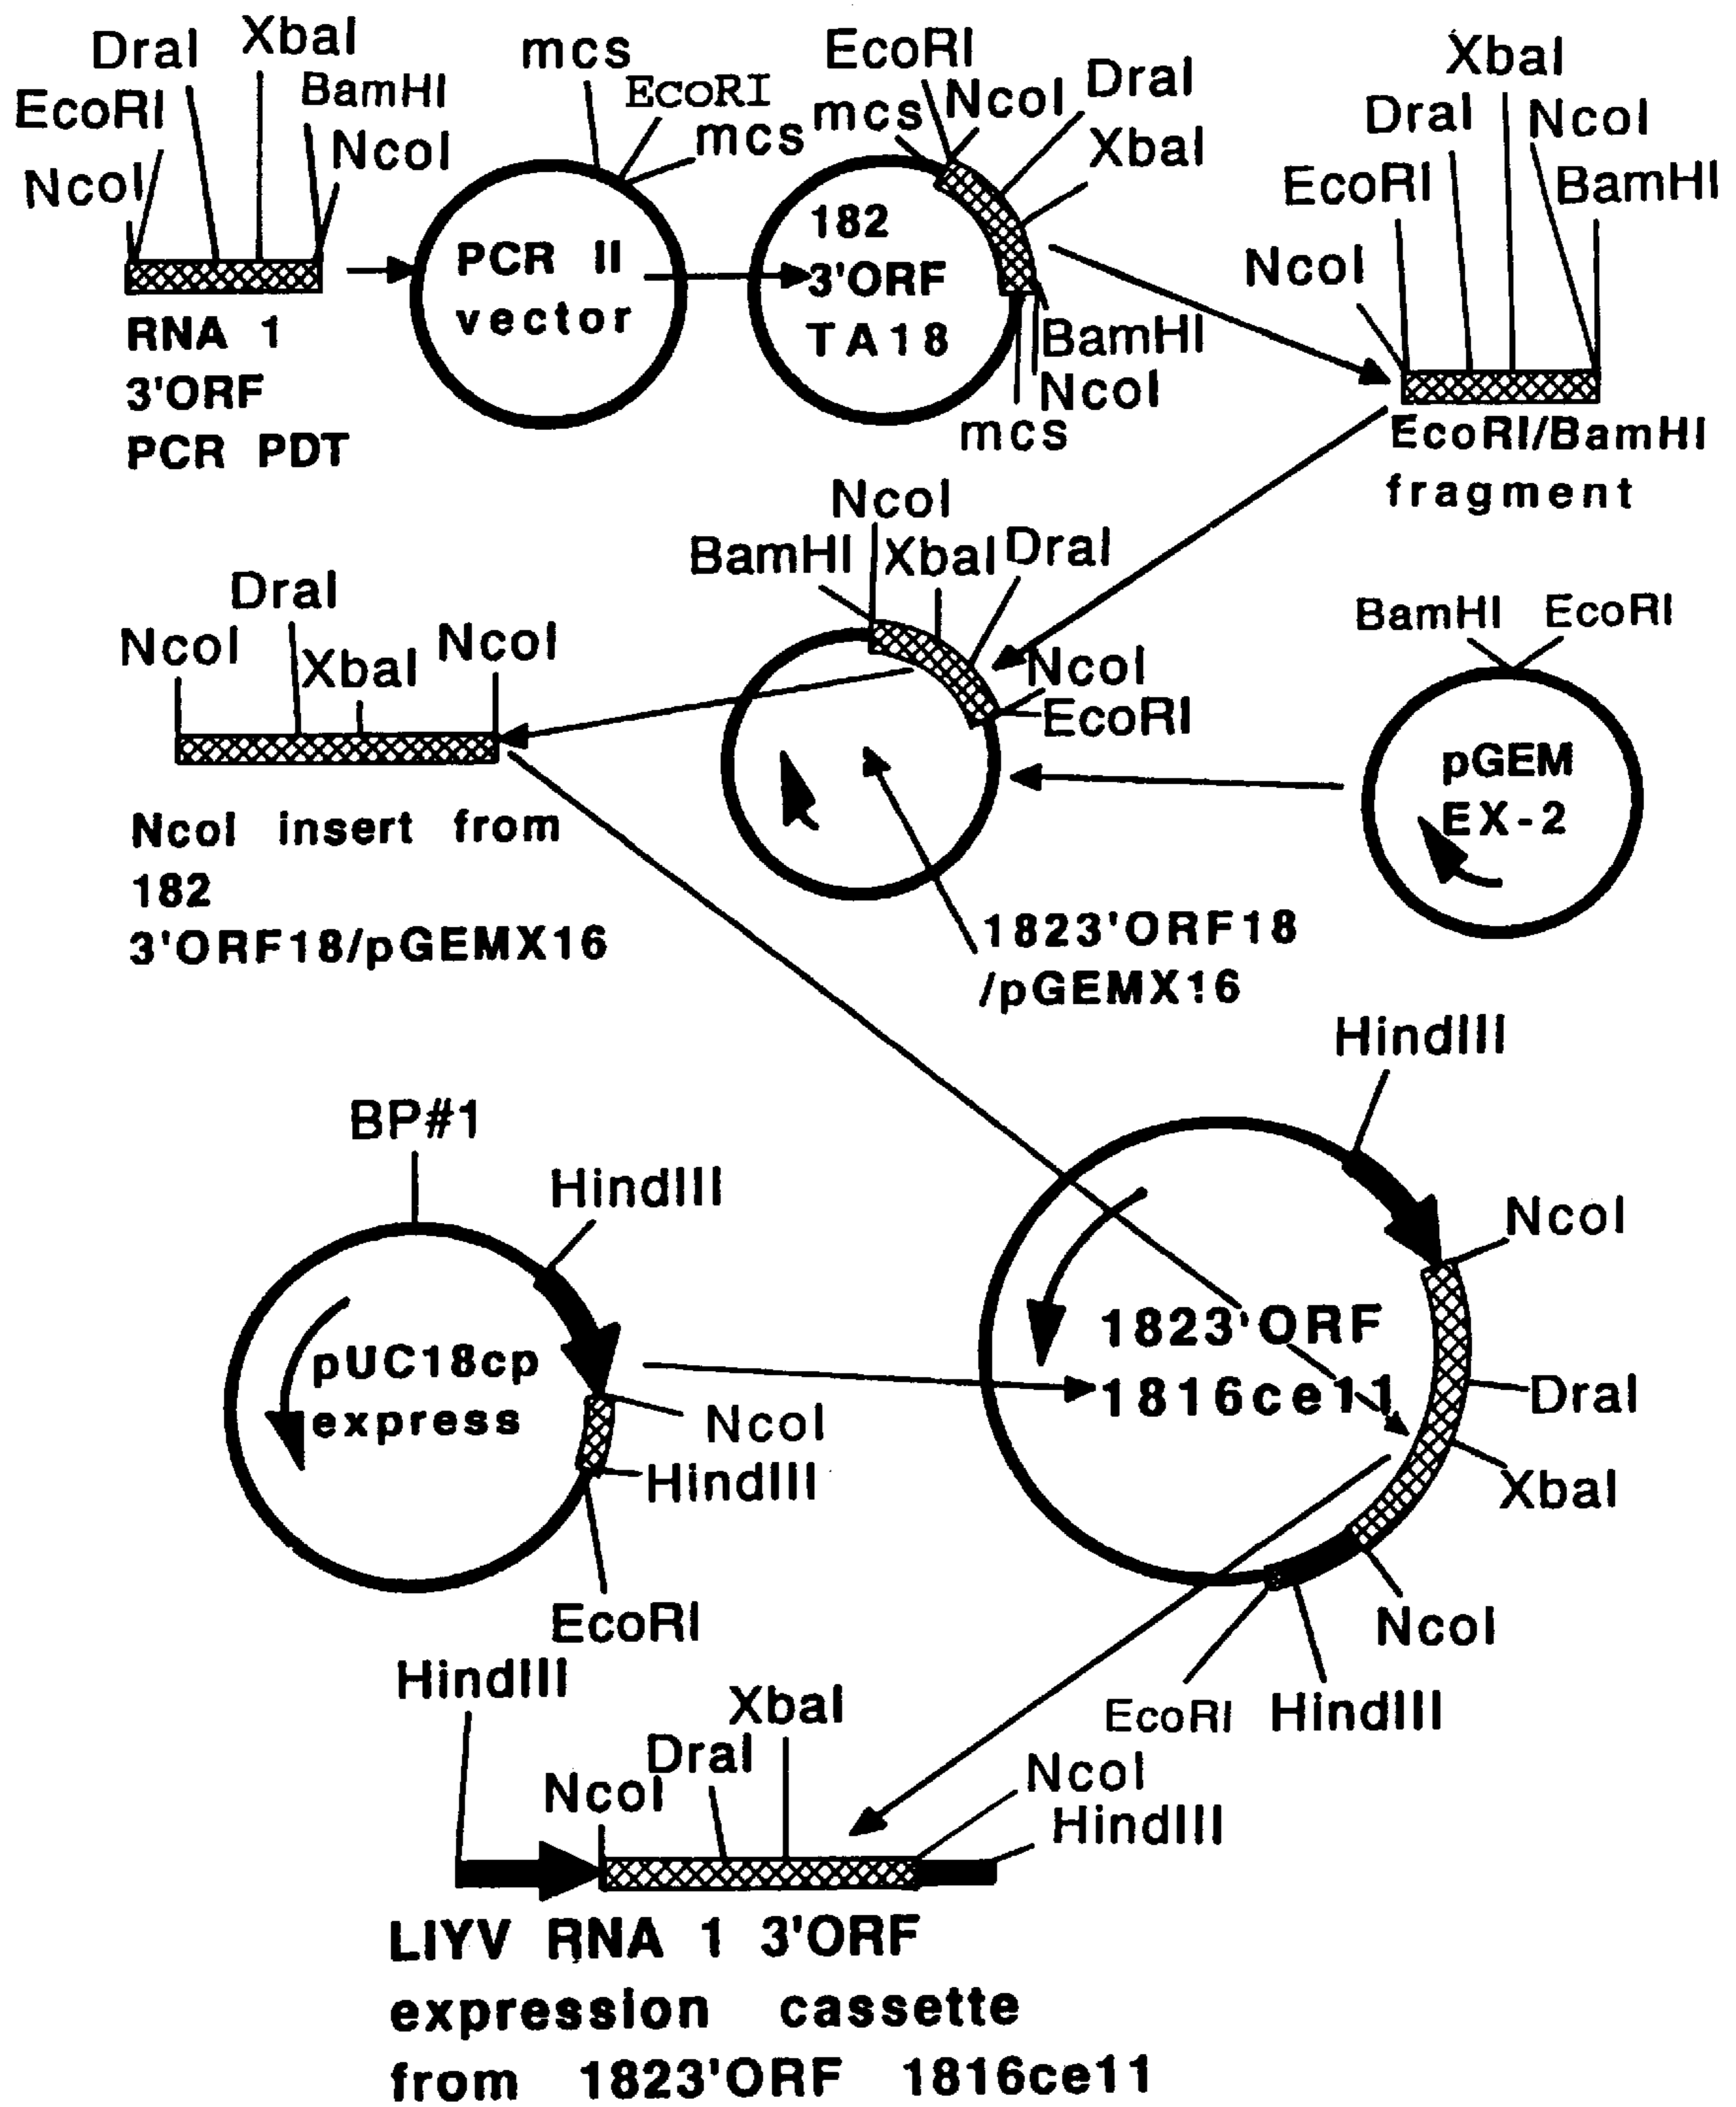 DraI
XbaI
EcoRI
BamHI
NcoI
NcoI
RNA 1
3'ORF
PCR PDT
mcs
EcoRI
mcs
PCR II
vector
EcoRI
mcs
NcoI
DraI
XbaI
182
3'ORF
TA18
BamHI
NcoI
mcs
XbaI
DraI
NcoI
EcoRI
BamHI
NcoI
EcoRI/BamHI
fragment
NcoI
BamHI
XbaI
DraI
NcoI
EcoRI
1823'ORF18
/pGEMX16
BamHI
EcoRI
pGEM
EX-2
DraI
NcoI
XbaI
NcoI
NcoI insert from
182
3'ORF18/pGEMX16
BP#1
HindIII
pUC18cp
express
NcoI
HindIII
EcoRI
HindIII
NcoI
1823'ORF
1816ce11
DraI
XbaI
NcoI
EcoRI
HindIII
HindIII
XbaI
DraI
NcoI
NcoI
HindIII
LIYV RNA 1 3'ORF
expression cassette
from 1823'ORF 1816ce11